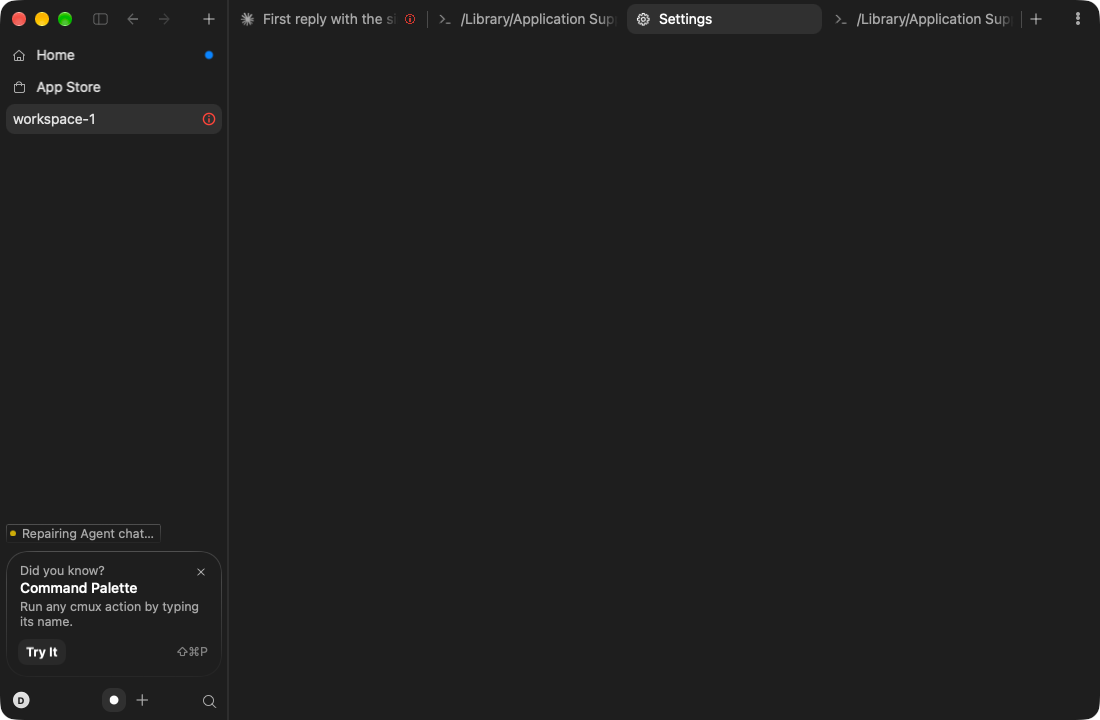 First reply with the s
/Library/Application Sup
Settings
/Library/Application Sup
Home
App Store
workspace-1
Repairing Agent chat...
Did you know?
Command Palette
Run any cmux action by typing
its name.
Try It
⇧⌘P
D